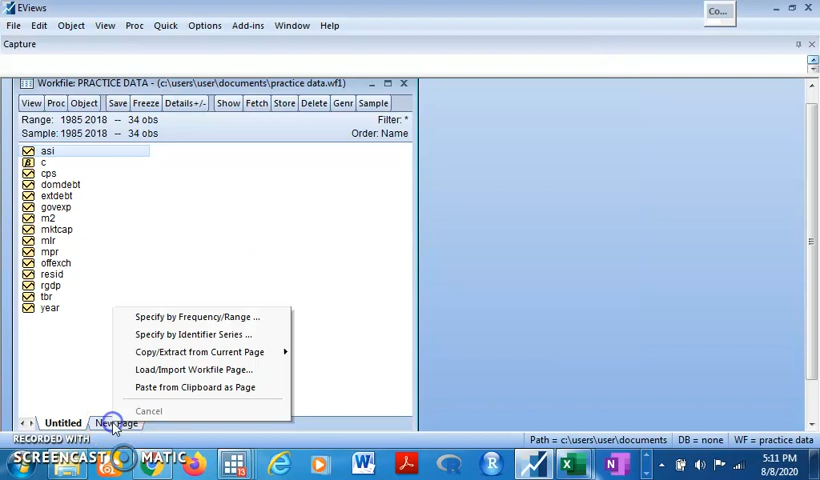 EViews
Co...
File Edit Object View Proc Quick Options Add-ins Window Help
Capture
Workfile: PRACTICE DATA - (c:\users\user\documents\practice data.wf1)
View Proc Object Save Freeze Details+/- Show Fetch Store Delete Genr Sample
Range: 1985 2018 -- 34 obs Filter: *
Sample: 1985 2018 -- 34 obs Order: Name
asi
B c
cps
domdebt
extdebt
govexp
m2
mktcap
mlr
mpr
offexch
resid
rgdp
tbr
year
Specify by Frequency/Range ...
Specify by Identifier Series ...
Copy/Extract from Current Page
Load/Import Workfile Page...
Paste from Clipboard as Page
Cancel
Untitled New Page
RECORDED WITH
SCREENCAST MATIC
Path = c:\users\user\documents DB = none WF = practice data
13
5:11 PM
8/8/2020